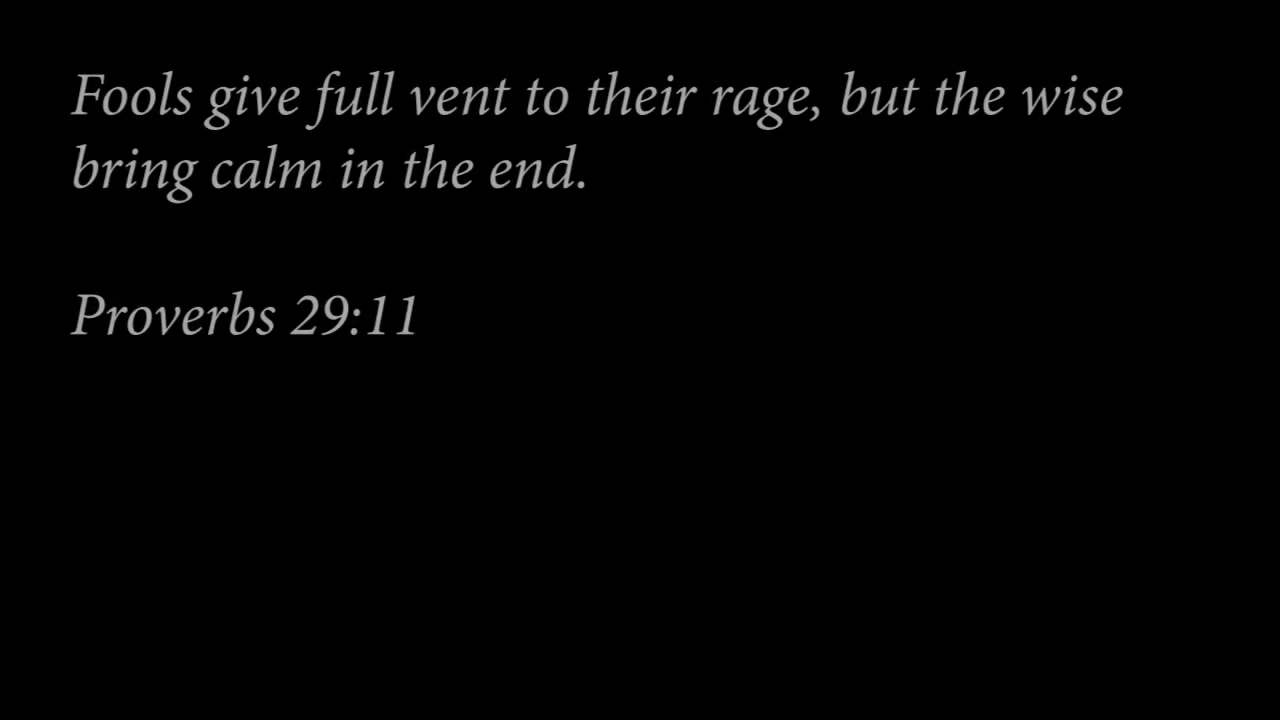 Fools give full vent to their rage, but the wise
bring calm in the end.
Proverbs 29:11